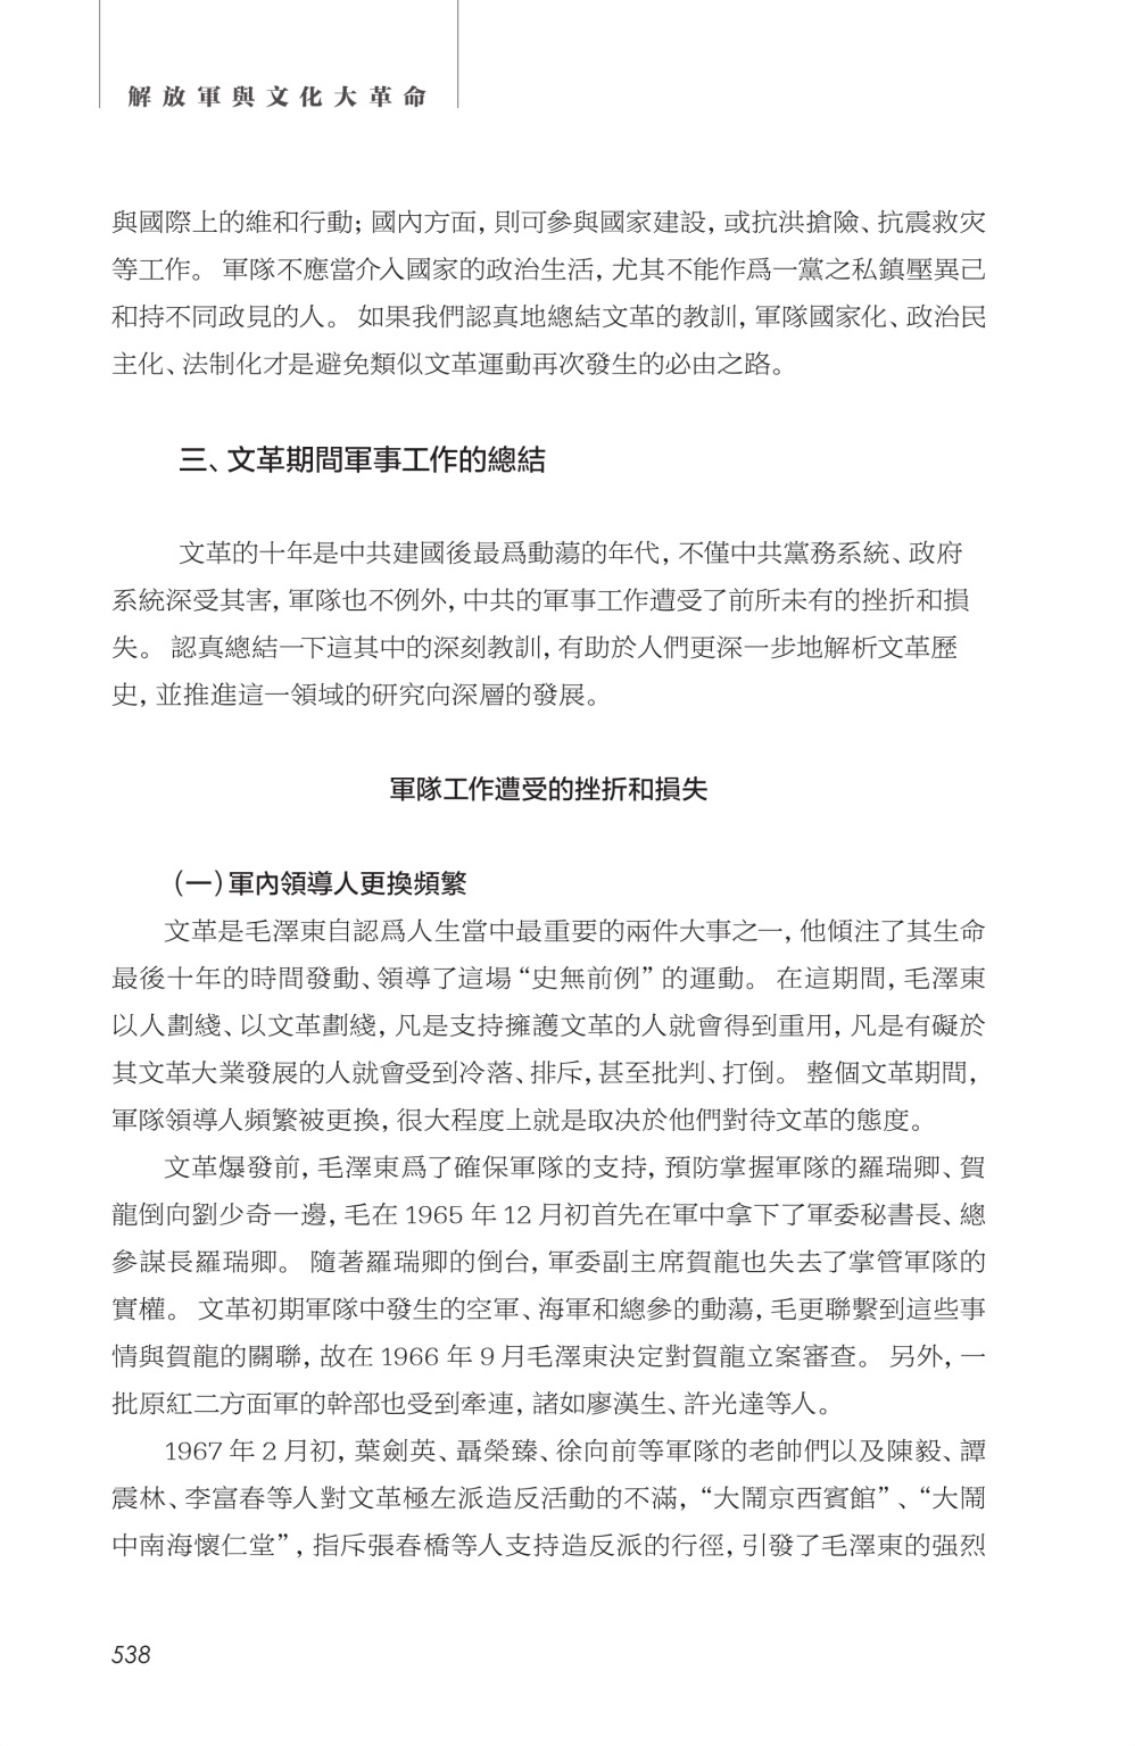 解放軍與文化大革命
與國際上的維和行動；國內方面，則可參與國家建設，或抗洪搶險、抗震救灾
等工作。 軍隊不應當介入國家的政治生活，尤其不能作爲一黨之私鎮壓異己
和持不同政見的人。 如果我們認真地總結文革的教訓，軍隊國家化、政治民
主化、法制化才是避免類似文革運動再次發生的必由之路。
三、文革期間軍事工作的總結
文革的十年是中共建國後最爲動蕩的年代，不僅中共黨務系統、政府
系統深受其害，軍隊也不例外，中共的軍事工作遭受了前所未有的挫折和損
失。 認真總結一下這其中的深刻教訓，有助於人們更深一步地解析文革歷
史，並推進這一領域的研究向深層的發展。
軍隊工作遭受的挫折和損失
（一）軍內領導人更換頻繁
文革是毛澤東自認爲人生當中最重要的兩件大事之一，他傾注了其生命
最後十年的時間發動、領導了這場“史無前例”的運動。 在這期間，毛澤東
以人劃綫、以文革劃綫，凡是支持擁護文革的人就會得到重用，凡是有礙於
其文革大業發展的人就會受到冷落、排斥，甚至批判、打倒。 整個文革期間，
軍隊領導人頻繁被更換，很大程度上就是取决於他們對待文革的態度。
文革爆發前，毛澤東爲了確保軍隊的支持，預防掌握軍隊的羅瑞卿、賀
龍倒向劉少奇一邊，毛在 1965 年 12 月初首先在軍中拿下了軍委秘書長、總
參謀長羅瑞卿。 隨著羅瑞卿的倒台，軍委副主席賀龍也失去了掌管軍隊的
實權。 文革初期軍隊中發生的空軍、海軍和總參的動蕩，毛更聯繫到這些事
情與賀龍的關聯，故在 1966 年 9 月毛澤東決定對賀龍立案審查。 另外，一
批原紅二方面軍的幹部也受到牽連，諸如廖漢生、許光達等人。
1967 年 2 月初，葉劍英、聶榮臻、徐向前等軍隊的老帥們以及陳毅、譚
震林、李富春等人對文革極左派造反活動的不滿，“大鬧京西賓館”、“大鬧
中南海懷仁堂”，指斥張春橋等人支持造反派的行徑，引發了毛澤東的强烈
538